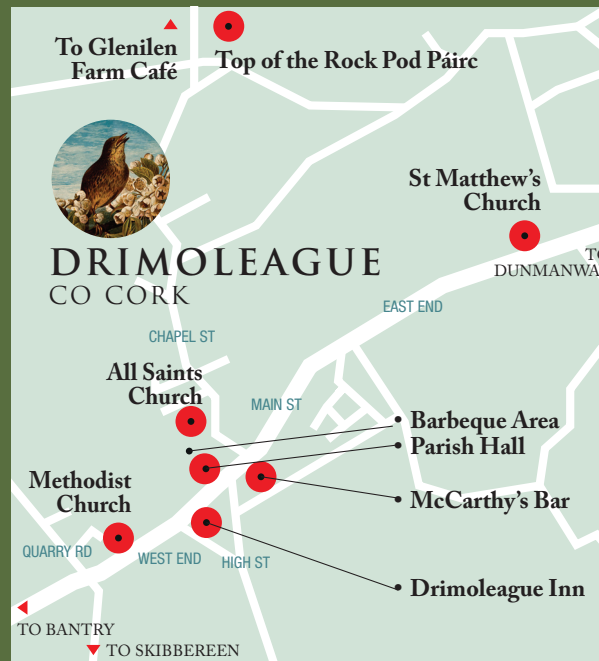 To Glenilen
Farm Café
Top of the Rock Pod Páirc
St Matthew's
Church
TO
DUNMANWA
DRIMOLEAGUE
CO CORK
EAST END
CHAPEL ST
All Saints
Church
MAIN ST
Barbeque Area
Parish Hall
Methodist
Church
McCarthy's Bar
QUARRY RD
WEST END
HIGH ST
Drimoleague Inn
TO BANTRY
TO SKIBBEREEN